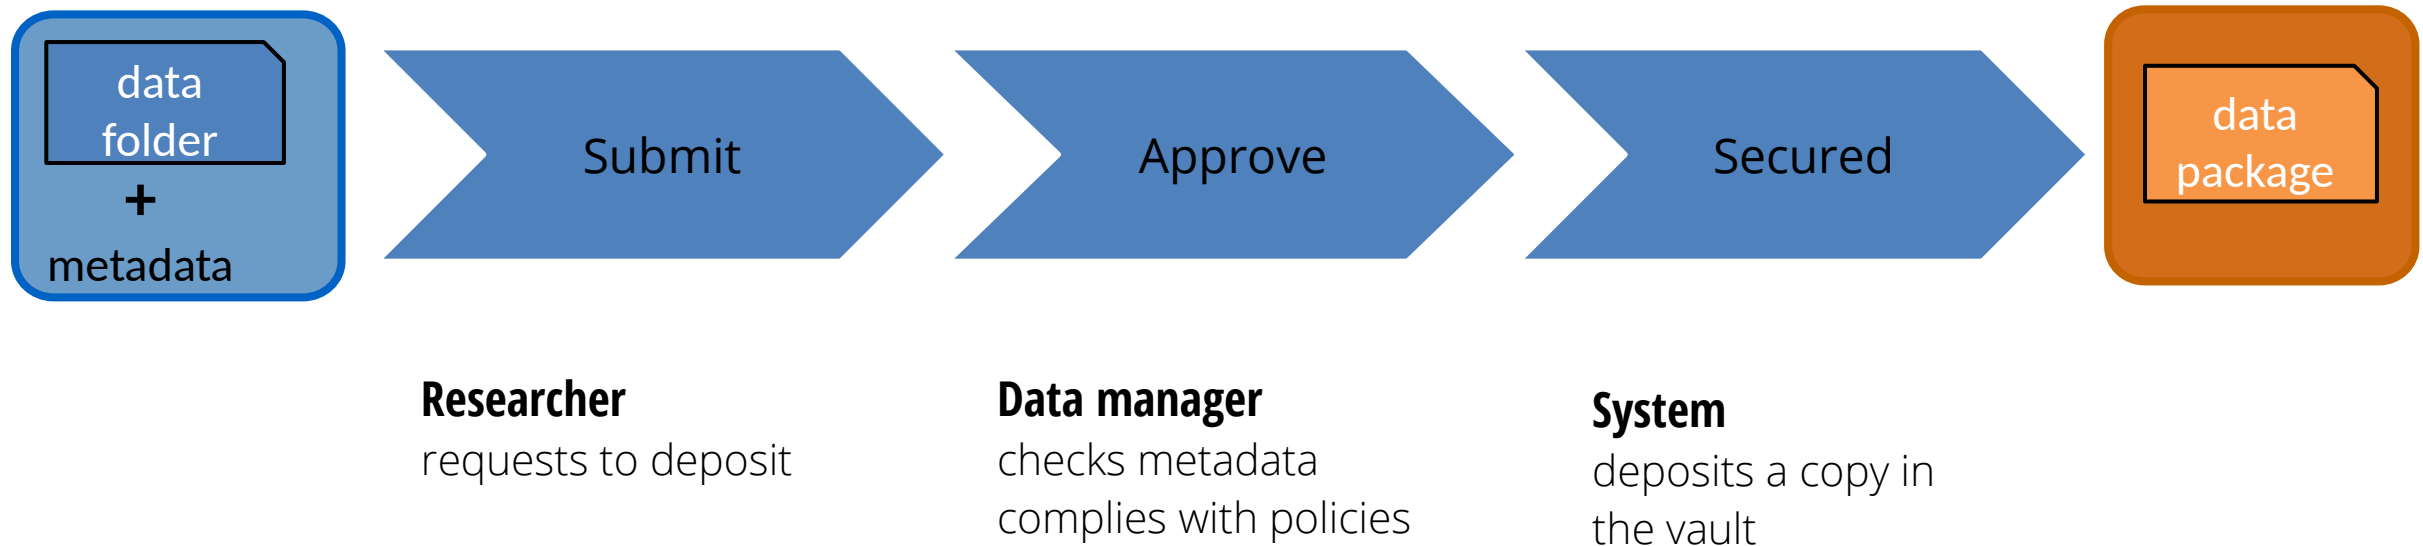 data
folder
+
metadata
Submit
Approve
Secured
data
package
Researcher
requests to deposit
Data manager
checks metadata
complies with policies
System
deposits a copy in
the vault